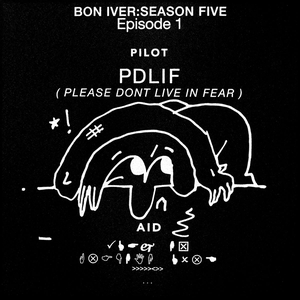 BON IVER:SEASON FIVE
Episode 1
PILOT
PDLIF
( PLEASE DONT LIVE IN FEAR )
*!
AID
>>>>><>>
...